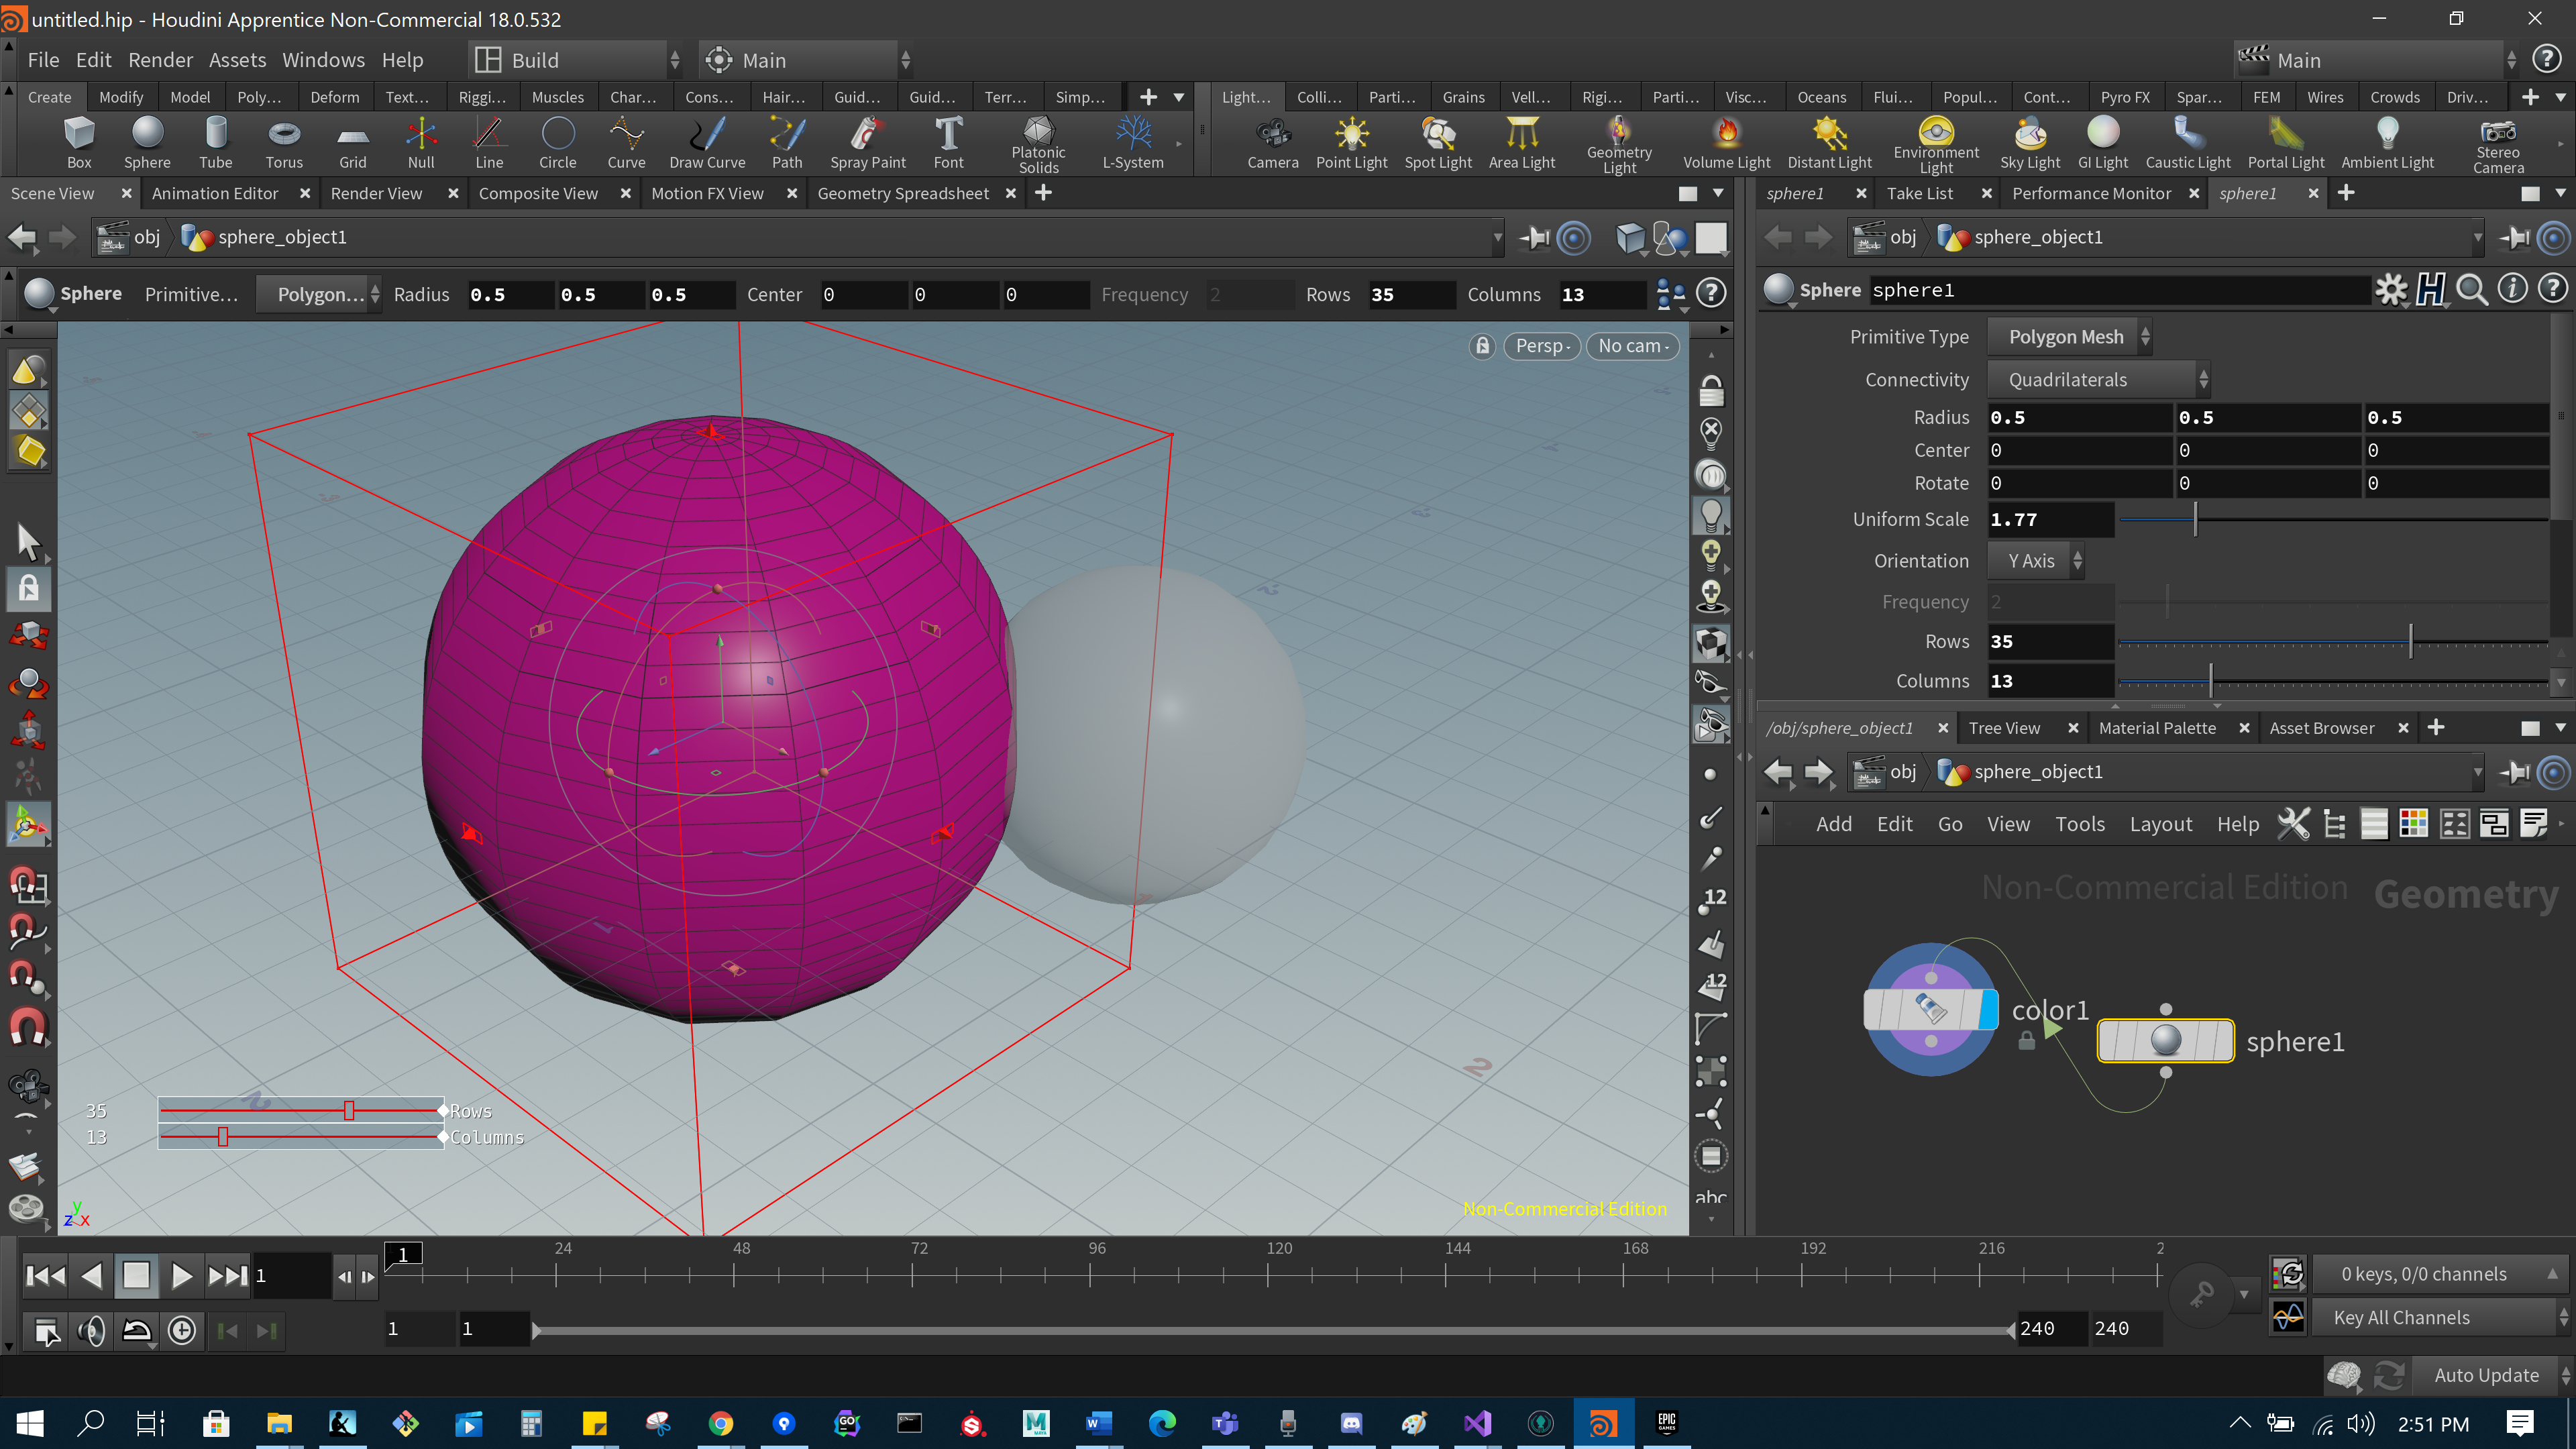 untitled.hip - Houdini Apprentice Non-Commercial 18.0.532
File Edit Render Assets Windows Help Build Main Main
Create Modify Model Poly... Deform Text... Riggi... Muscles Char... Cons... Hair... Guid... Guid... Terr... Simp... Light... Colli... Parti... Grains Vell... Rigi... Parti... Visc... Oceans Flui... Popul... Cont... Pyro FX Spar... FEM Wires Crowds Driv...
Box Sphere Tube Torus Grid Null Line Circle Curve Draw Curve Path Spray Paint Font Platonic Solids L-System Camera Point Light Spot Light Area Light Geometry Light Volume Light Distant Light Environment Light Sky Light GI Light Caustic Light Portal Light Ambient Light Stereo Camera
Scene View Animation Editor Render View Composite View Motion FX View Geometry Spreadsheet sphere1 Take List Performance Monitor sphere1
obj sphere_object1 obj sphere_object1
Sphere Primitive... Polygon... Radius 0.5 0.5 0.5 Center 0 0 0 Frequency 2 Rows 35 Columns 13
Sphere sphere1
Persp No cam
Primitive Type Polygon Mesh
Connectivity Quadrilaterals
Radius 0.5 0.5 0.5
Center 0 0 0
Rotate 0 0 0
Uniform Scale 1.77
Orientation Y Axis
Frequency 2
Rows 35
Columns 13
/obj/sphere_object1 Tree View Material Palette Asset Browser
obj sphere_object1
Add Edit Go View Tools Layout Help
Non-Commercial Edition Geometry
color1
sphere1
12
12
abc
2
2
35 Rows
13 Columns
y
z x
Non-Commercial Edition
1 24 48 72 96 120 144 168 192 216 2
1
0 keys, 0/0 channels
1 1 240 240
Key All Channels
Auto Update
GO
S
M
MAYA
W
EPIC GAMES
2:51 PM